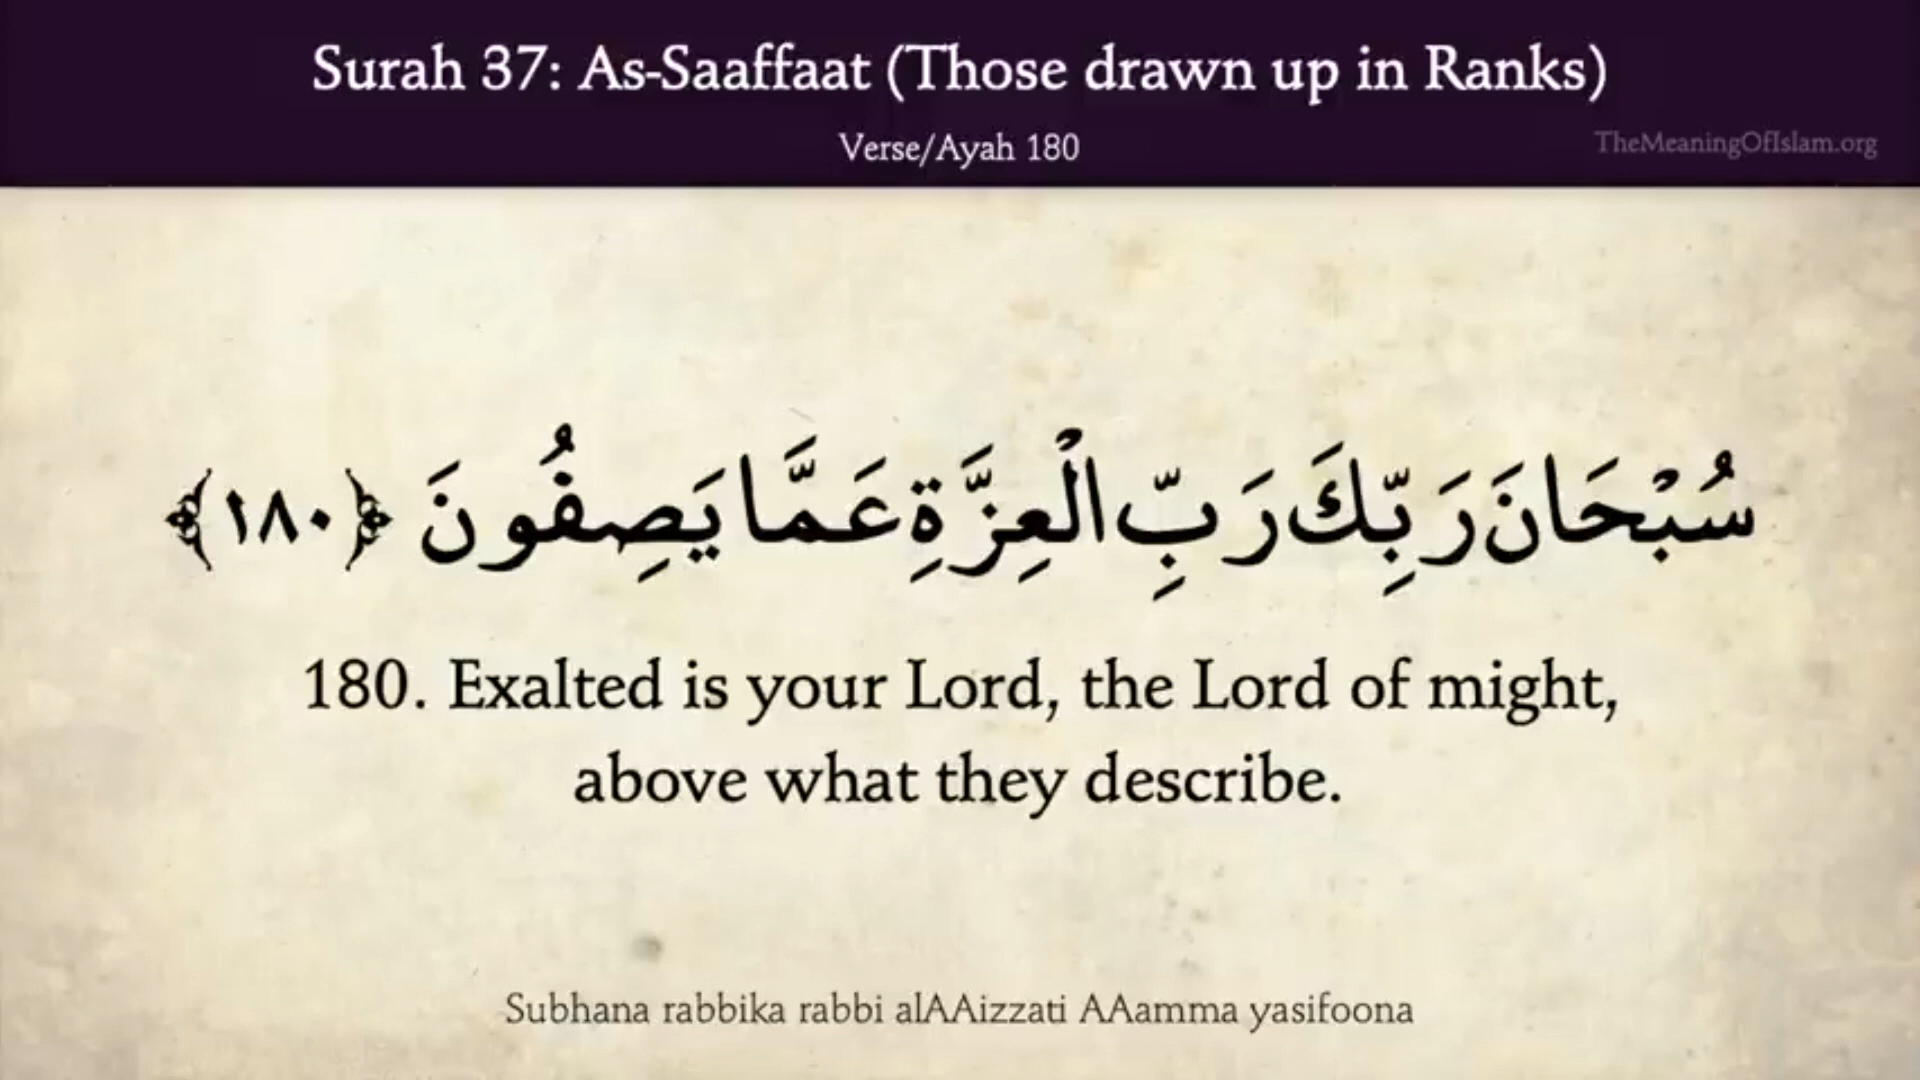 Surah 37: As-Saaffaat (Those drawn up in Ranks)
Verse/Ayah 180
TheMeaningOfIslam.org
سُبْحَانَ رَبِّكَ رَبِّ الْعِزَّةِ عَمَّا يَصِفُونَ ﴿١٨٠﴾
180. Exalted is your Lord, the Lord of might,
above what they describe.
Subhana rabbika rabbi alAAizzati AAamma yasifoona